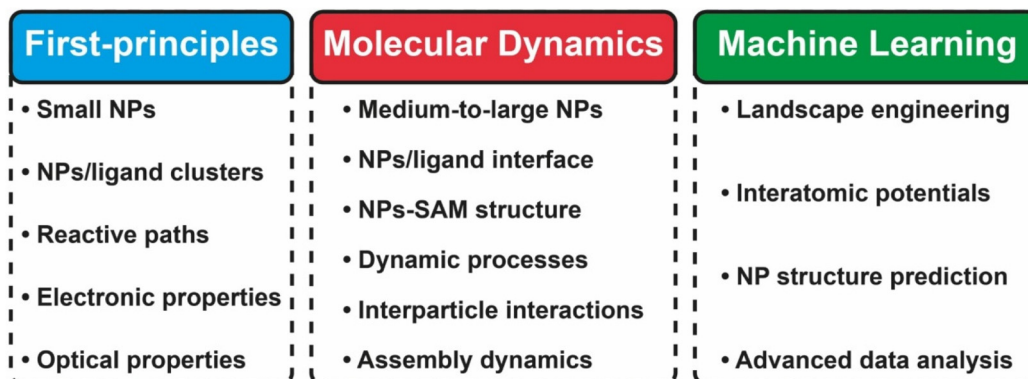 First-principles
• Small NPs
• NPs/ligand clusters
• Reactive paths
• Electronic properties
• Optical properties
Molecular Dynamics
• Medium-to-large NPs
• NPs/ligand interface
• NPs-SAM structure
• Dynamic processes
• Interparticle interactions
• Assembly dynamics
Machine Learning
• Landscape engineering
• Interatomic potentials
• NP structure prediction
• Advanced data analysis